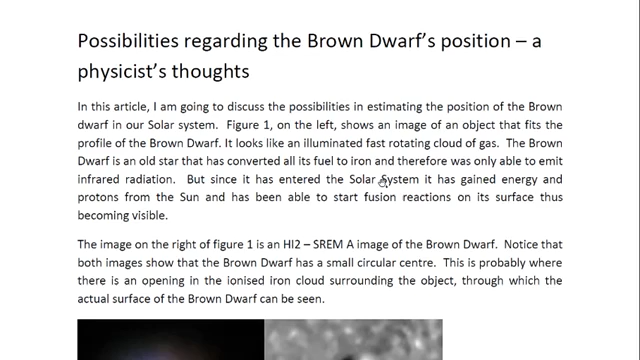 Possibilities regarding the Brown Dwarf's position – a
physicist's thoughts
In this article, I am going to discuss the possibilities in estimating the position of the Brown
dwarf in our Solar system. Figure 1, on the left, shows an image of an object that fits the
profile of the Brown Dwarf. It looks like an illuminated fast rotating cloud of gas. The Brown
Dwarf is an old star that has converted all its fuel to iron and therefore was only able to emit
infrared radiation. But since it has entered the Solar System it has gained energy and
protons from the Sun and has been able to start fusion reactions on its surface thus
becoming visible.
The image on the right of figure 1 is an HI2 – SREM A image of the Brown Dwarf. Notice that
both images show that the Brown Dwarf has a small circular centre. This is probably where
there is an opening in the ionised iron cloud surrounding the object, through which the
actual surface of the Brown Dwarf can be seen.